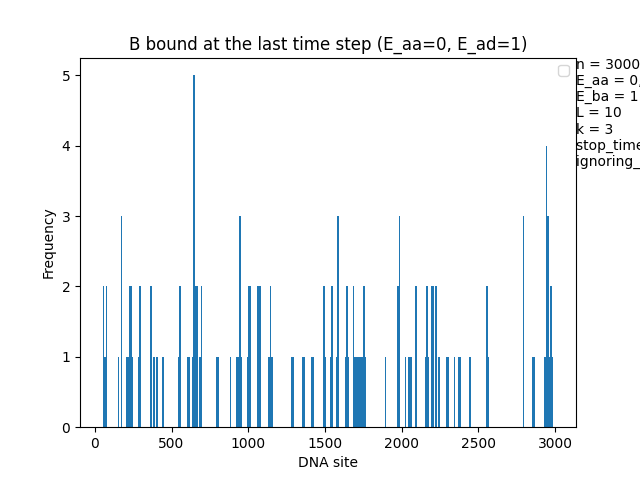 B bound at the last time step (E_aa=0, E_ad=1)
n = 3000
E_aa = 0,
E_ba = 1
L = 10
k = 3
stop_time
ignoring_
5
4
3
2
1
0
Frequency
0 500 1000 1500 2000 2500 3000
DNA site